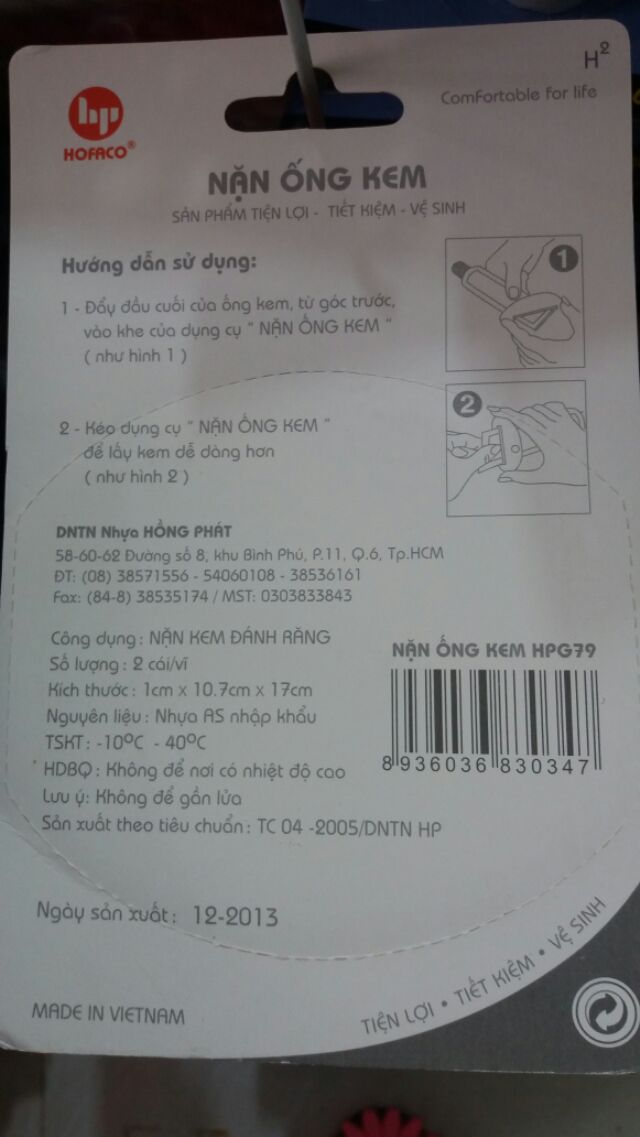 H²
ComFortable for life
hp
HOFACO®
NẶN ỐNG KEM
SẢN PHẨM TIỆN LỢI - TIẾT KIỆM - VỆ SINH
Hướng dẫn sử dụng:
1 - Đẩy đầu cuối của ống kem, từ góc trước,
vào khe của dụng cụ " NẶN ỐNG KEM "
( như hình 1 )
1
2 - Kéo dụng cụ " NẶN ỐNG KEM "
để lấy kem dễ dàng hơn
( như hình 2 )
2
DNTN Nhựa HỒNG PHÁT
58-60-62 Đường số 8, khu Bình Phú, P.11, Q.6, Tp.HCM
ĐT: (08) 38571556 - 54060108 - 38536161
Fax: (84-8) 38535174 / MST: 0303833843
Công dụng : NẶN KEM ĐÁNH RĂNG
Số lượng : 2 cái/vĩ
Kích thước : 1cm x 10.7cm x 17cm
Nguyên liệu : Nhựa AS nhập khẩu
TSKT : -10ºC - 40ºC
HDBQ : Không để nơi có nhiệt độ cao
Lưu ý: Không để gần lửa
Sản xuất theo tiêu chuẩn : TC 04 -2005/DNTN HP
NẶN ỐNG KEM HPG79
8 936036 830347
Ngày sản xuất : 12-2013
MADE IN VIETNAM
TIỆN LỢI • TIẾT KIỆM • VỆ SINH